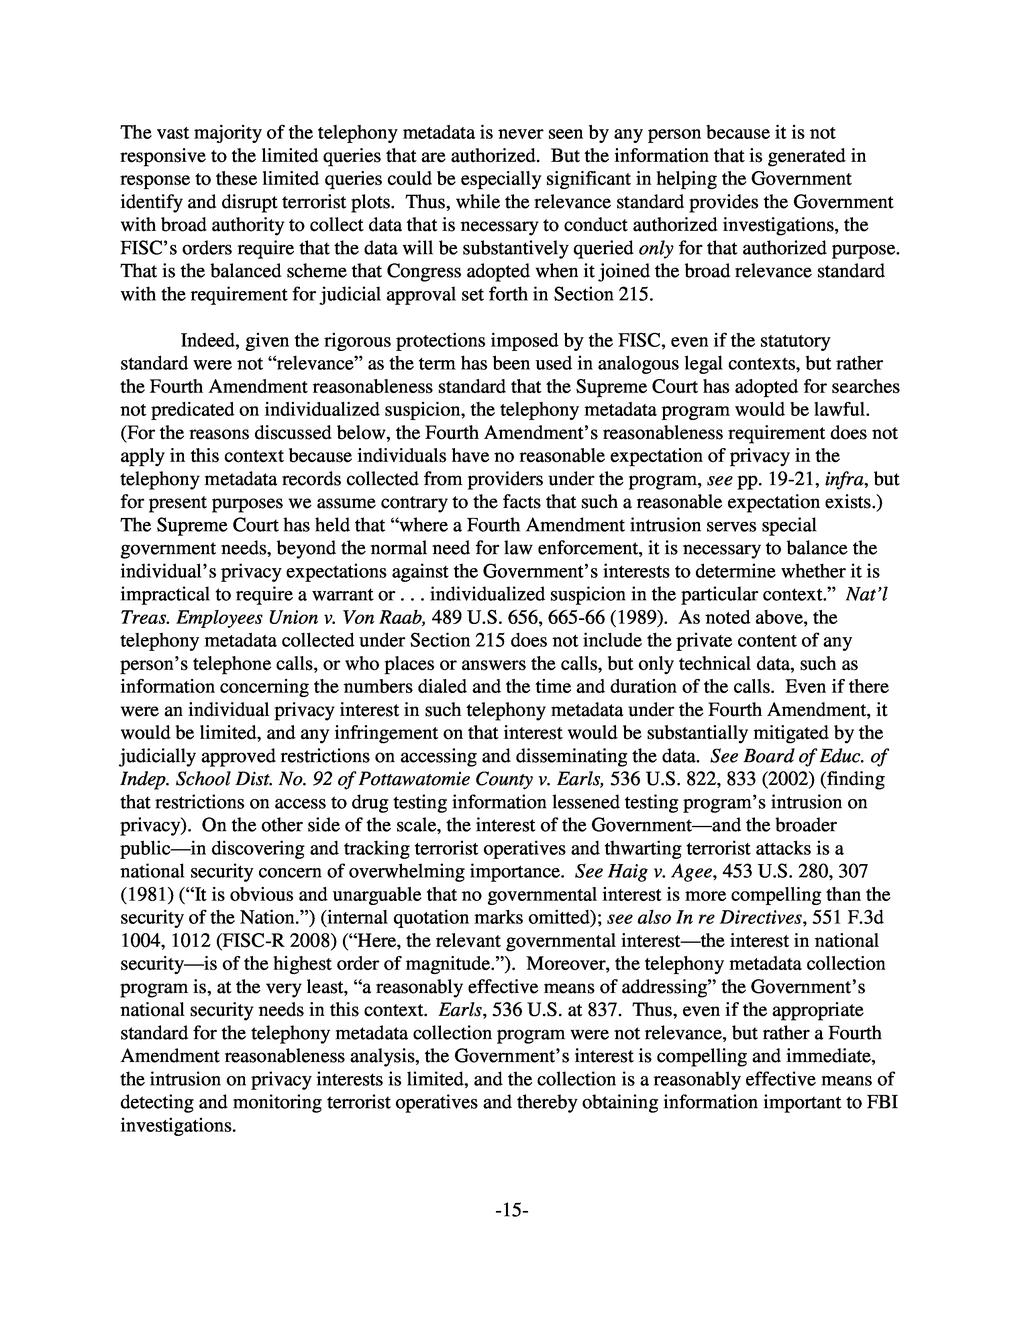 The vast majority of the telephony metadata is never seen by any person because it is not
responsive to the limited queries that are authorized.  But the information that is generated in
response to these limited queries could be especially significant in helping the Government
identify and disrupt terrorist plots.  Thus, while the relevance standard provides the Government
with broad authority to collect data that is necessary to conduct authorized investigations, the
FISC’s orders require that the data will be substantively queried only for that authorized purpose.
That is the balanced scheme that Congress adopted when it joined the broad relevance standard
with the requirement for judicial approval set forth in Section 215.
Indeed, given the rigorous protections imposed by the FISC, even if the statutory
standard were not “relevance” as the term has been used in analogous legal contexts, but rather
the Fourth Amendment reasonableness standard that the Supreme Court has adopted for searches
not predicated on individualized suspicion, the telephony metadata program would be lawful.
(For the reasons discussed below, the Fourth Amendment’s reasonableness requirement does not
apply in this context because individuals have no reasonable expectation of privacy in the
telephony metadata records collected from providers under the program, see pp. 19-21, infra, but
for present purposes we assume contrary to the facts that such a reasonable expectation exists.)
The Supreme Court has held that “where a Fourth Amendment intrusion serves special
government needs, beyond the normal need for law enforcement, it is necessary to balance the
individual’s privacy expectations against the Government’s interests to determine whether it is
impractical to require a warrant or . . . individualized suspicion in the particular context.”  Nat’l
Treas. Employees Union v. Von Raab, 489 U.S. 656, 665-66 (1989).  As noted above, the
telephony metadata collected under Section 215 does not include the private content of any
person’s telephone calls, or who places or answers the calls, but only technical data, such as
information concerning the numbers dialed and the time and duration of the calls.  Even if there
were an individual privacy interest in such telephony metadata under the Fourth Amendment, it
would be limited, and any infringement on that interest would be substantially mitigated by the
judicially approved restrictions on accessing and disseminating the data.  See Board of Educ. of
Indep. School Dist. No. 92 of Pottawatomie County v. Earls, 536 U.S. 822, 833 (2002) (finding
that restrictions on access to drug testing information lessened testing program’s intrusion on
privacy).  On the other side of the scale, the interest of the Government—and the broader
public—in discovering and tracking terrorist operatives and thwarting terrorist attacks is a
national security concern of overwhelming importance.  See Haig v. Agee, 453 U.S. 280, 307
(1981) (“It is obvious and unarguable that no governmental interest is more compelling than the
security of the Nation.”) (internal quotation marks omitted); see also In re Directives, 551 F.3d
1004, 1012 (FISC-R 2008) (“Here, the relevant governmental interest—the interest in national
security—is of the highest order of magnitude.”).  Moreover, the telephony metadata collection
program is, at the very least, “a reasonably effective means of addressing” the Government’s
national security needs in this context.  Earls, 536 U.S. at 837.  Thus, even if the appropriate
standard for the telephony metadata collection program were not relevance, but rather a Fourth
Amendment reasonableness analysis, the Government’s interest is compelling and immediate,
the intrusion on privacy interests is limited, and the collection is a reasonably effective means of
detecting and monitoring terrorist operatives and thereby obtaining information important to FBI
investigations.
-15-